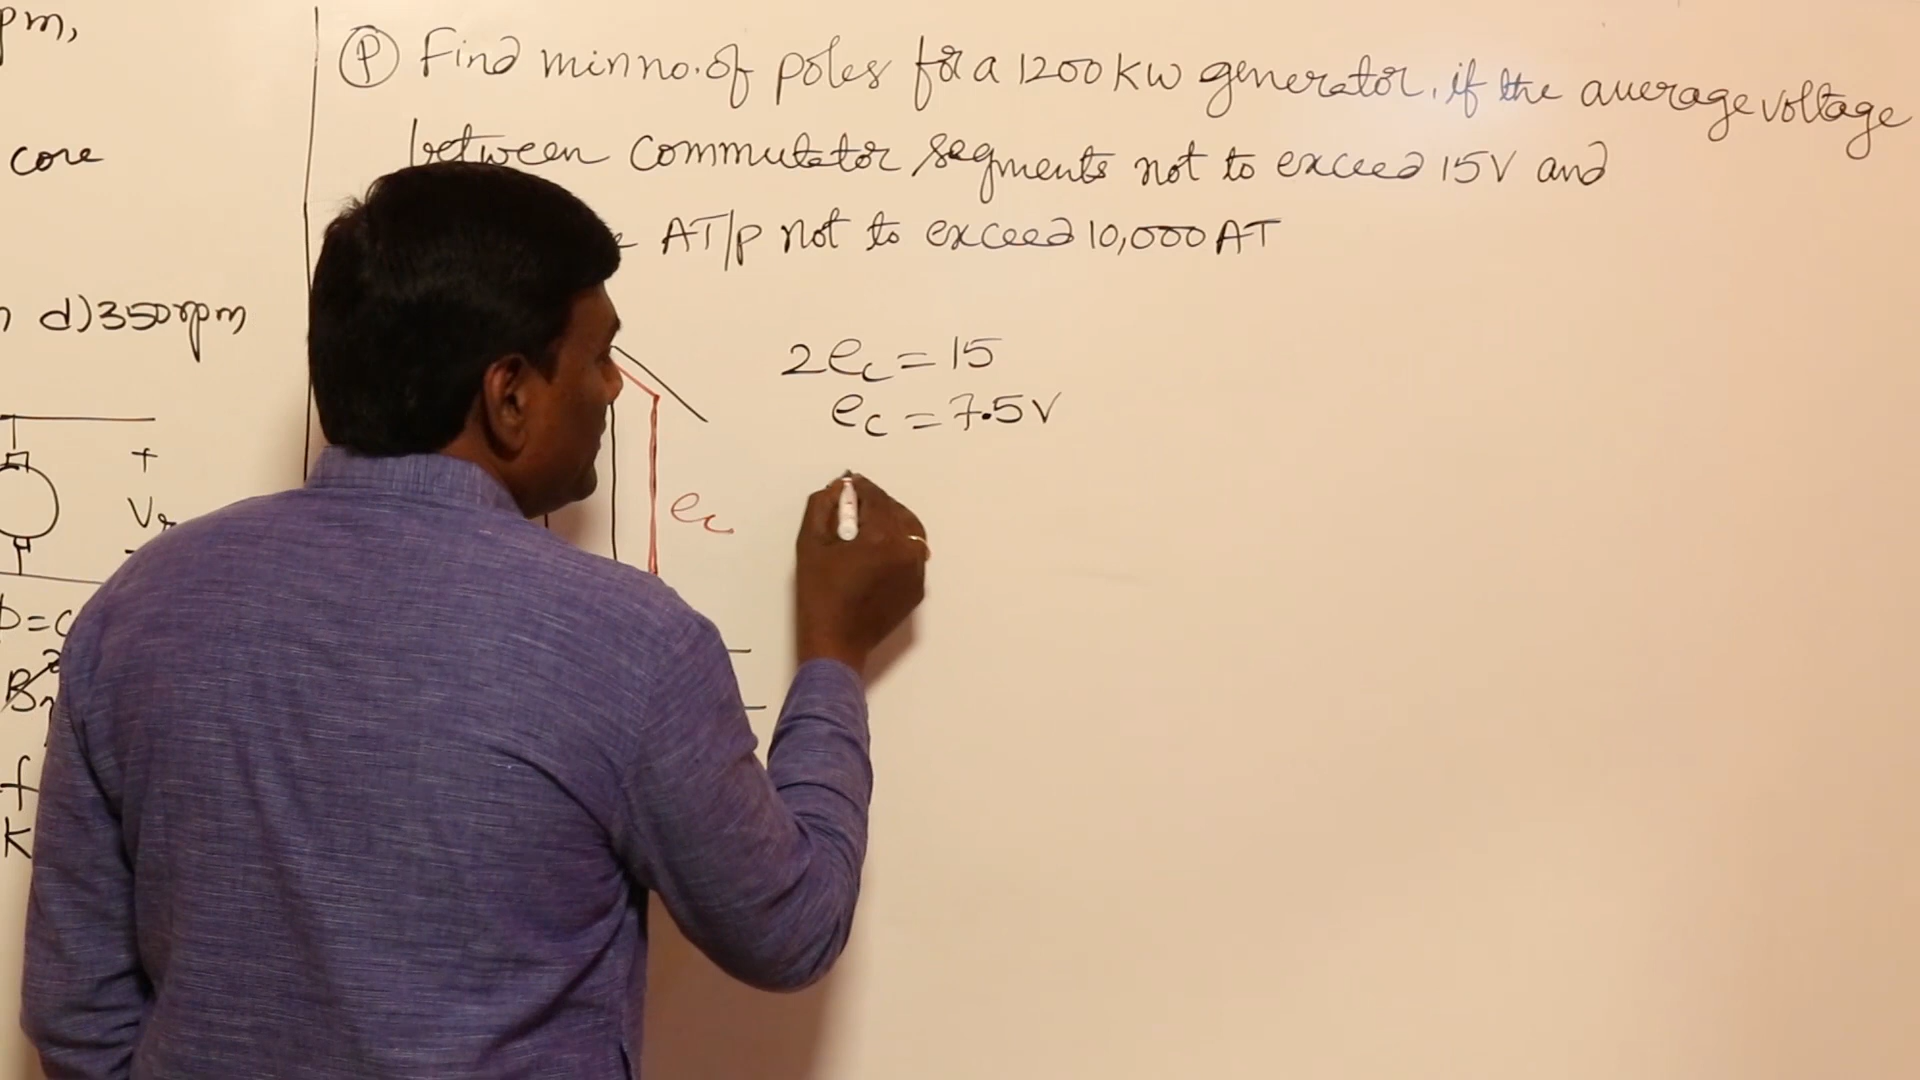 pm,
core
d) 350rpm
+
K
Ⓟ Find min no. of poles for a 1200 KW generator, if the average voltage
between commutator segments not to exceed 15V and
AT/p not to exceed 10,000 AT
2ec = 15
ec = 7.5V
ec